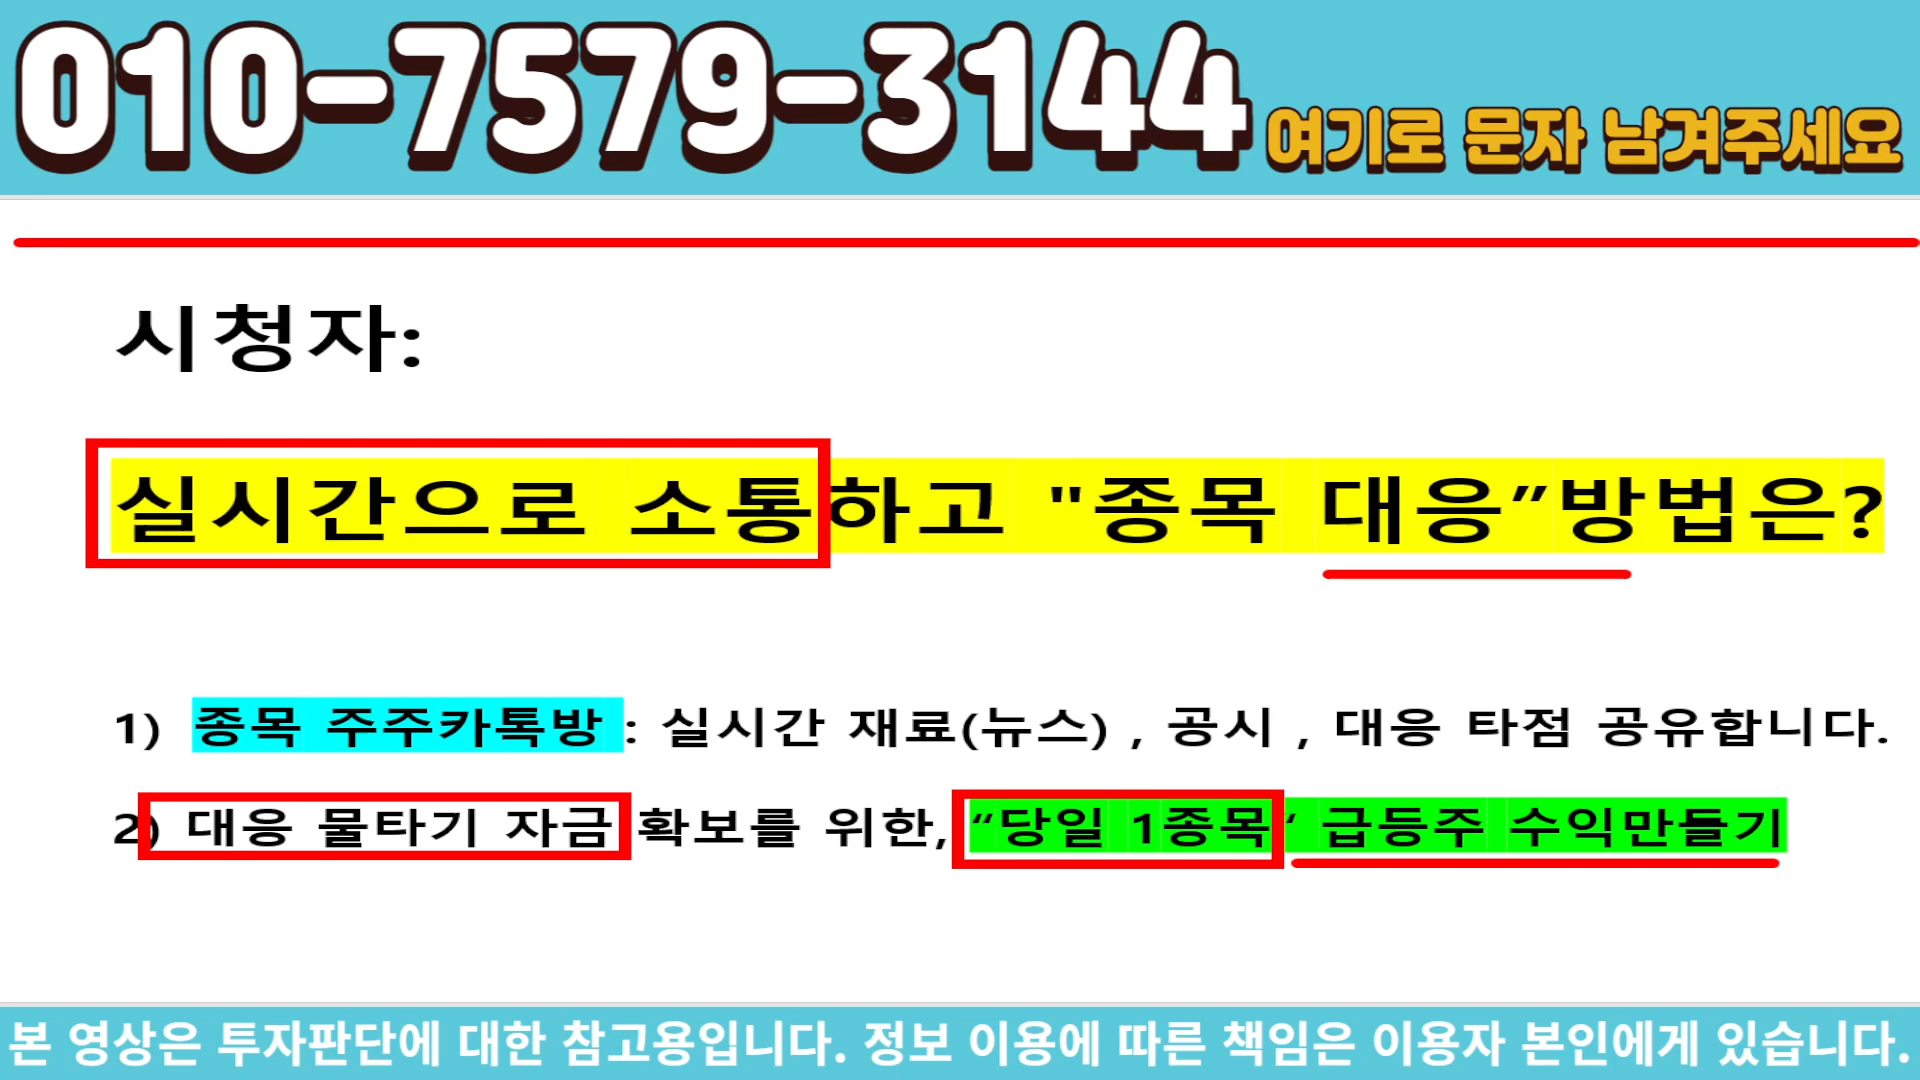 010-7579-3144 여기로 문자 남겨주세요
시청자:
실시간으로 소통하고 "종목 대응”방법은?
1) 종목 주주카톡방 : 실시간 재료(뉴스) , 공시 , 대응 타점 공유합니다.
2) 대응 물타기 자금 확보를 위한, “당일 1종목“ 급등주 수익만들기
본 영상은 투자판단에 대한 참고용입니다. 정보 이용에 따른 책임은 이용자 본인에게 있습니다.